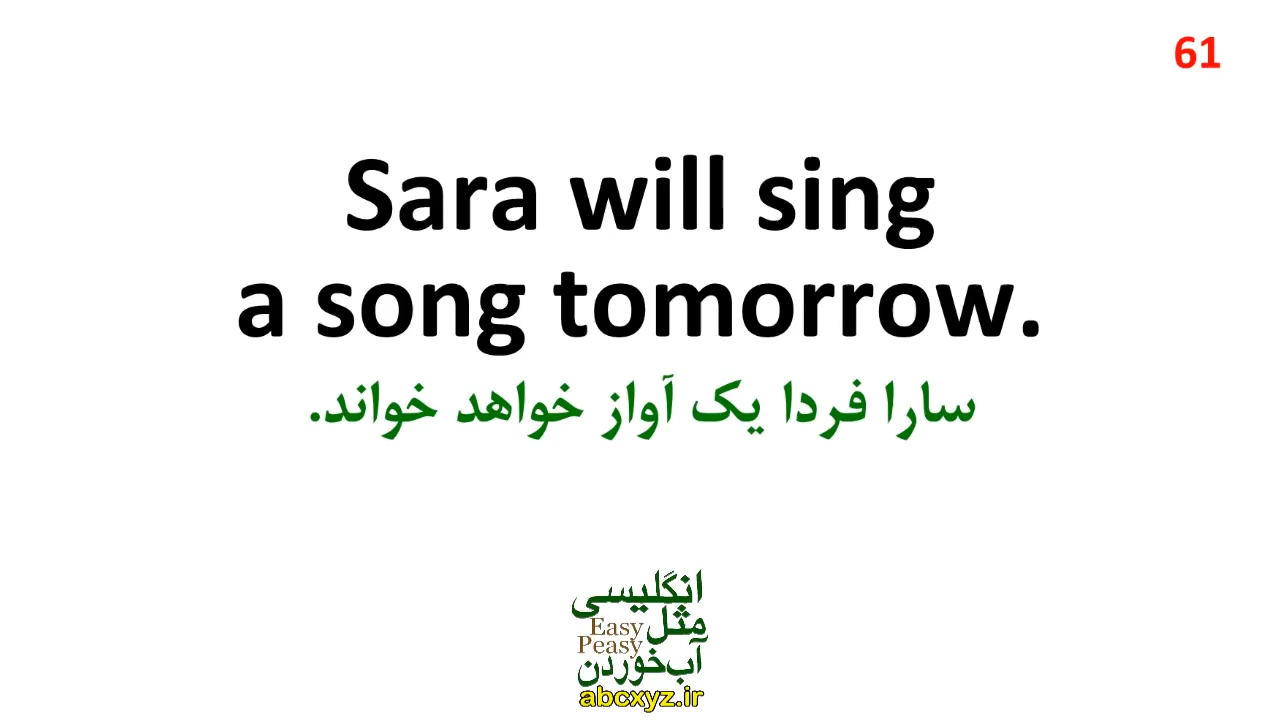 61
Sara will sing
a song tomorrow.
سارا فردا یک آواز خواهد خواند.
انگلیسی
مثل Easy
Peasy
آب‌خوردن
abcxyz.ir